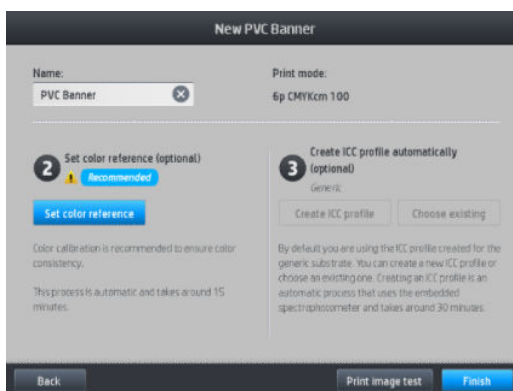 New PVC Banner
Name:
PVC Banner
Print mode:
6p CMYKcm 100
2
Set color reference (optional)
Recommended
Set color reference
Color calibration is recommended to ensure color
consistency.
This process is automatic and takes around 15
minutes.
3
Create ICC profile automatically
(optional)
Generic
Create ICC profile
Choose existing
By default you are using the ICC profile created for the
generic substrate. You can create a new ICC profile or
choose an existing one. Creating an ICC profile is an
automatic process that uses the embedded
spectrophotometer and takes around 30 minutes.
Back
Print image test
Finish